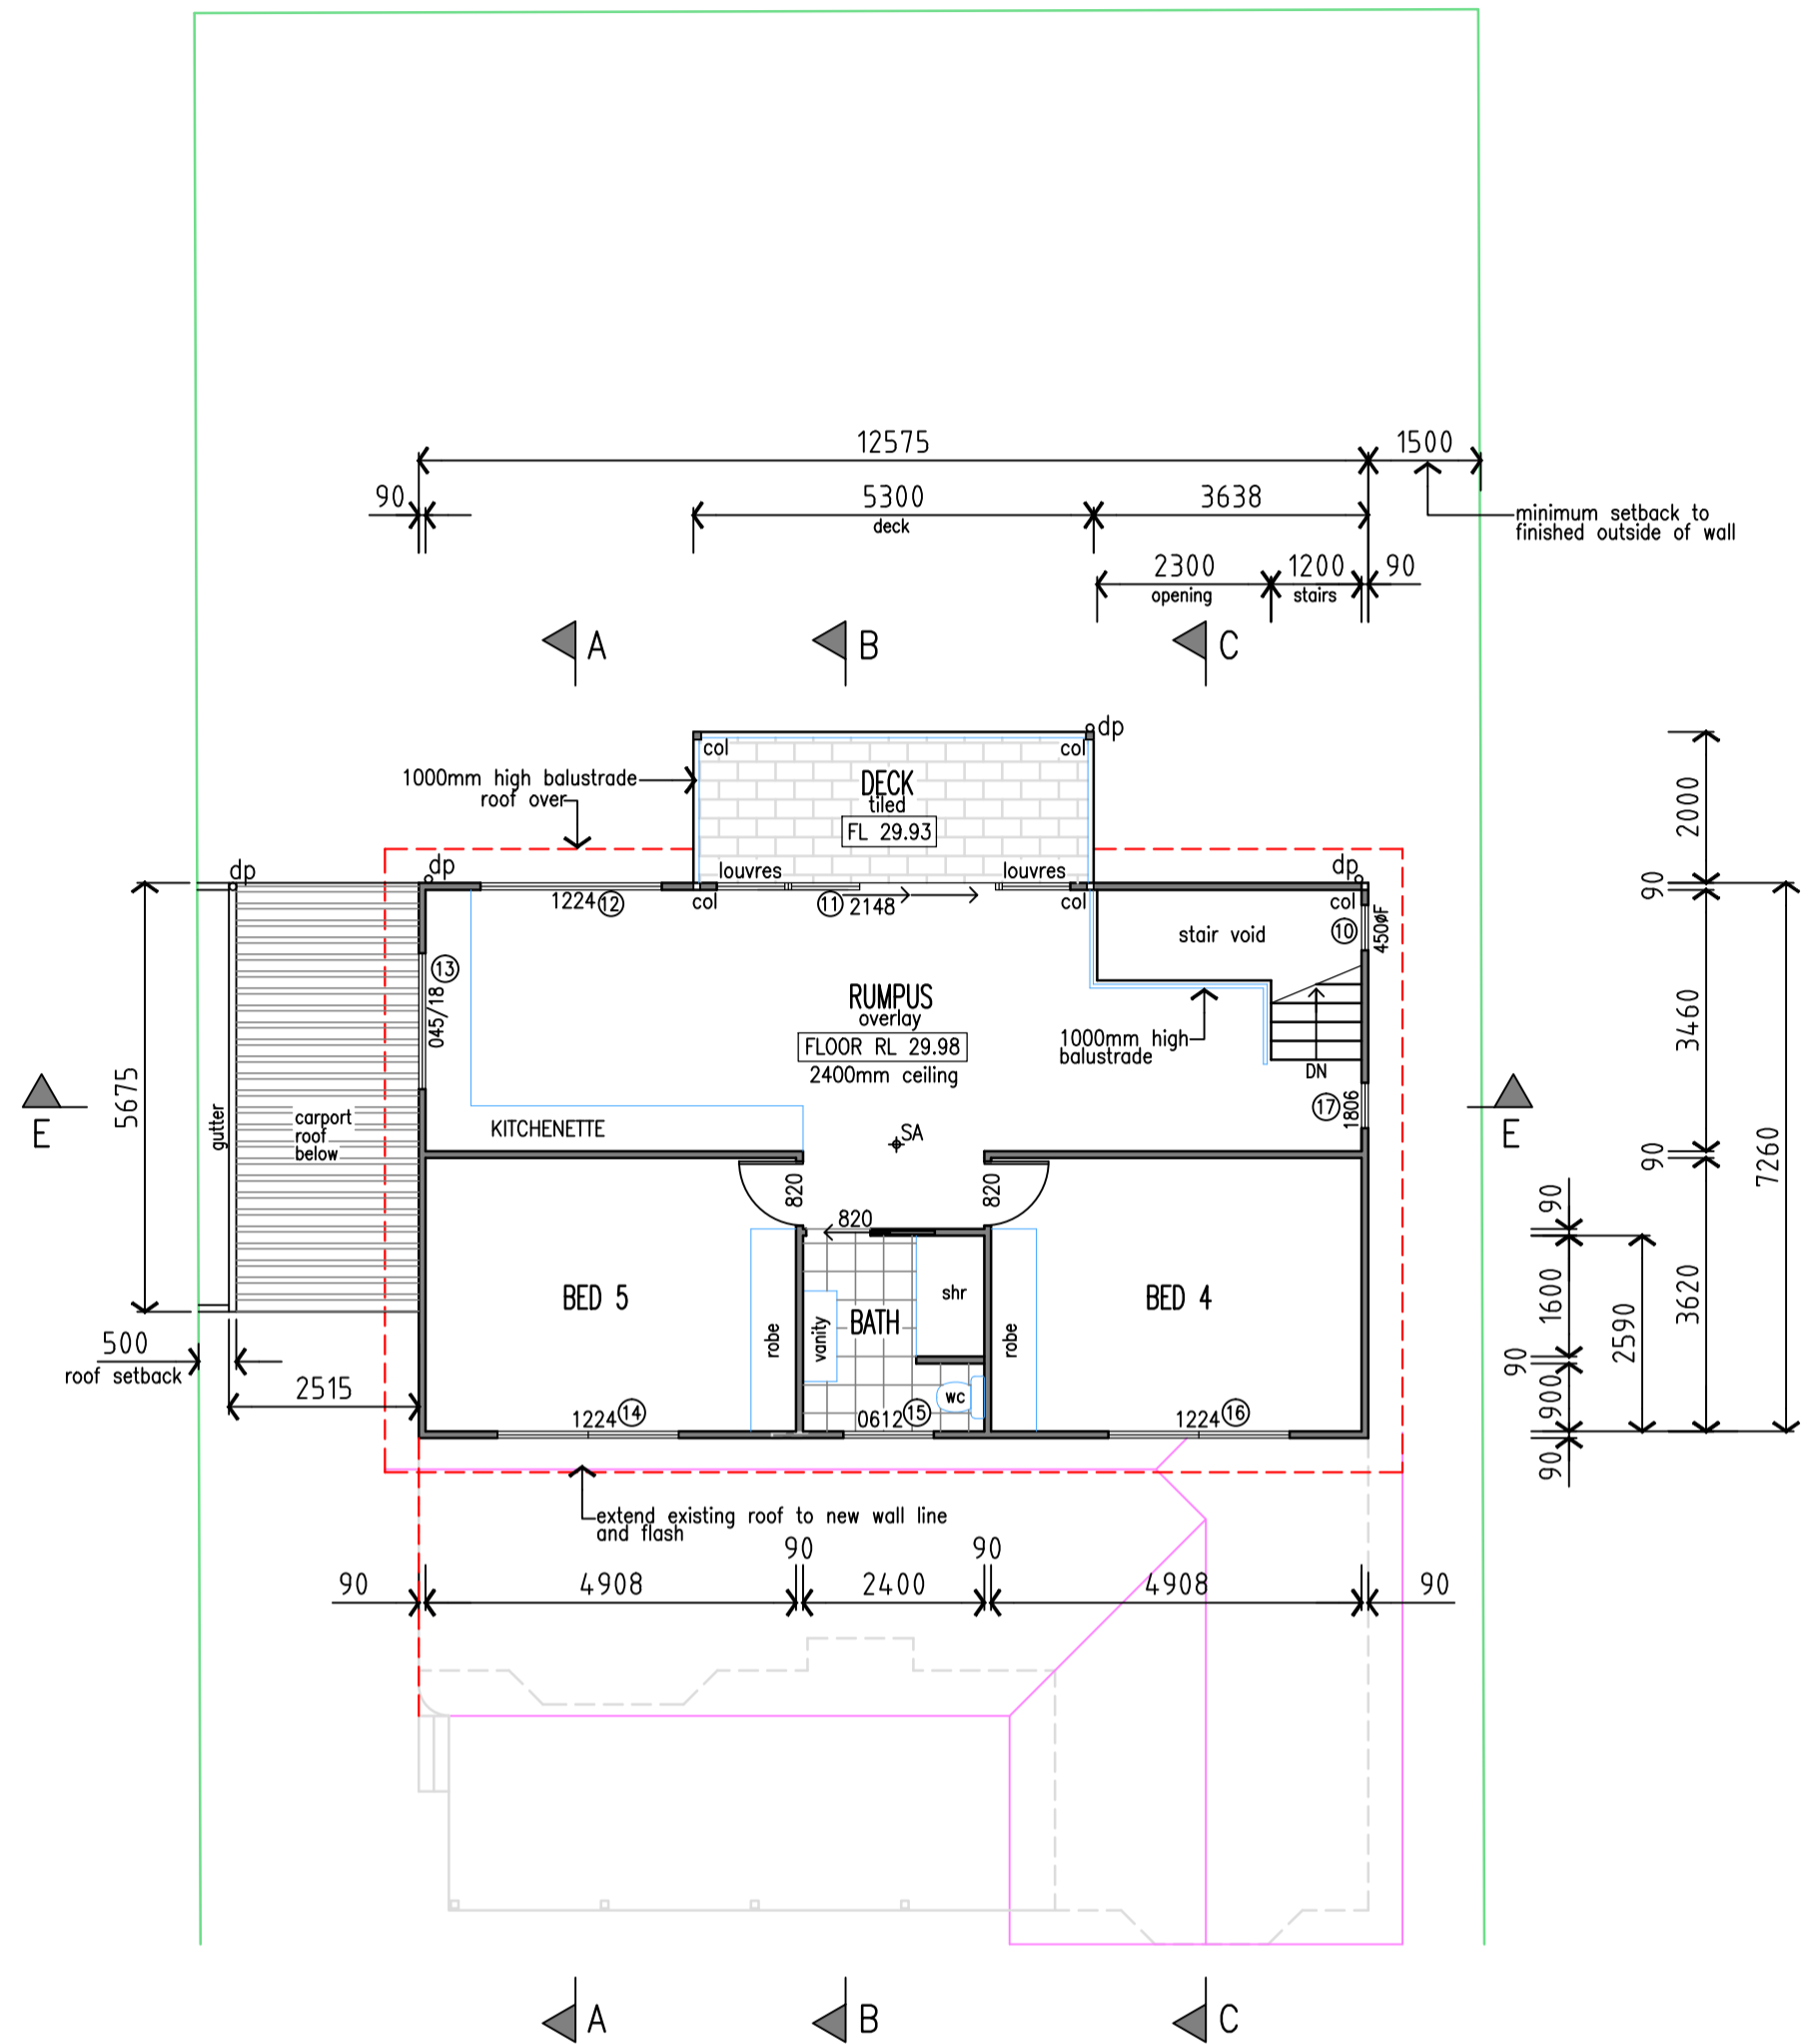 12575
1500
90
5300
deck
3638
minimum setback to
finished outside of wall
2300
opening
1200
stairs
90
A
B
C
dp
col
col
1000mm high balustrade
roof over
DECK
tiled
FL 29.93
2000
dp
dp
louvres
louvres
dp
90
1224 12
col
11 2148
col
col
10
450øF
stair void
13
045/18
RUMPUS
overlay
FLOOR RL 29.98
2400mm ceiling
1000mm high
balustrade
DN
3460
5675
gutter
carport
roof
below
E
KITCHENETTE
SA
17
1806
E
90
7260
820
820
820
90
BED 5
robe
vanity
BATH
shr
robe
BED 4
1600
2590
3620
500
roof setback
2515
wc
90
900
1224 14
0612 15
1224 16
90
extend existing roof to new wall line
and flash
90
90
90
4908
2400
4908
90
A
B
C